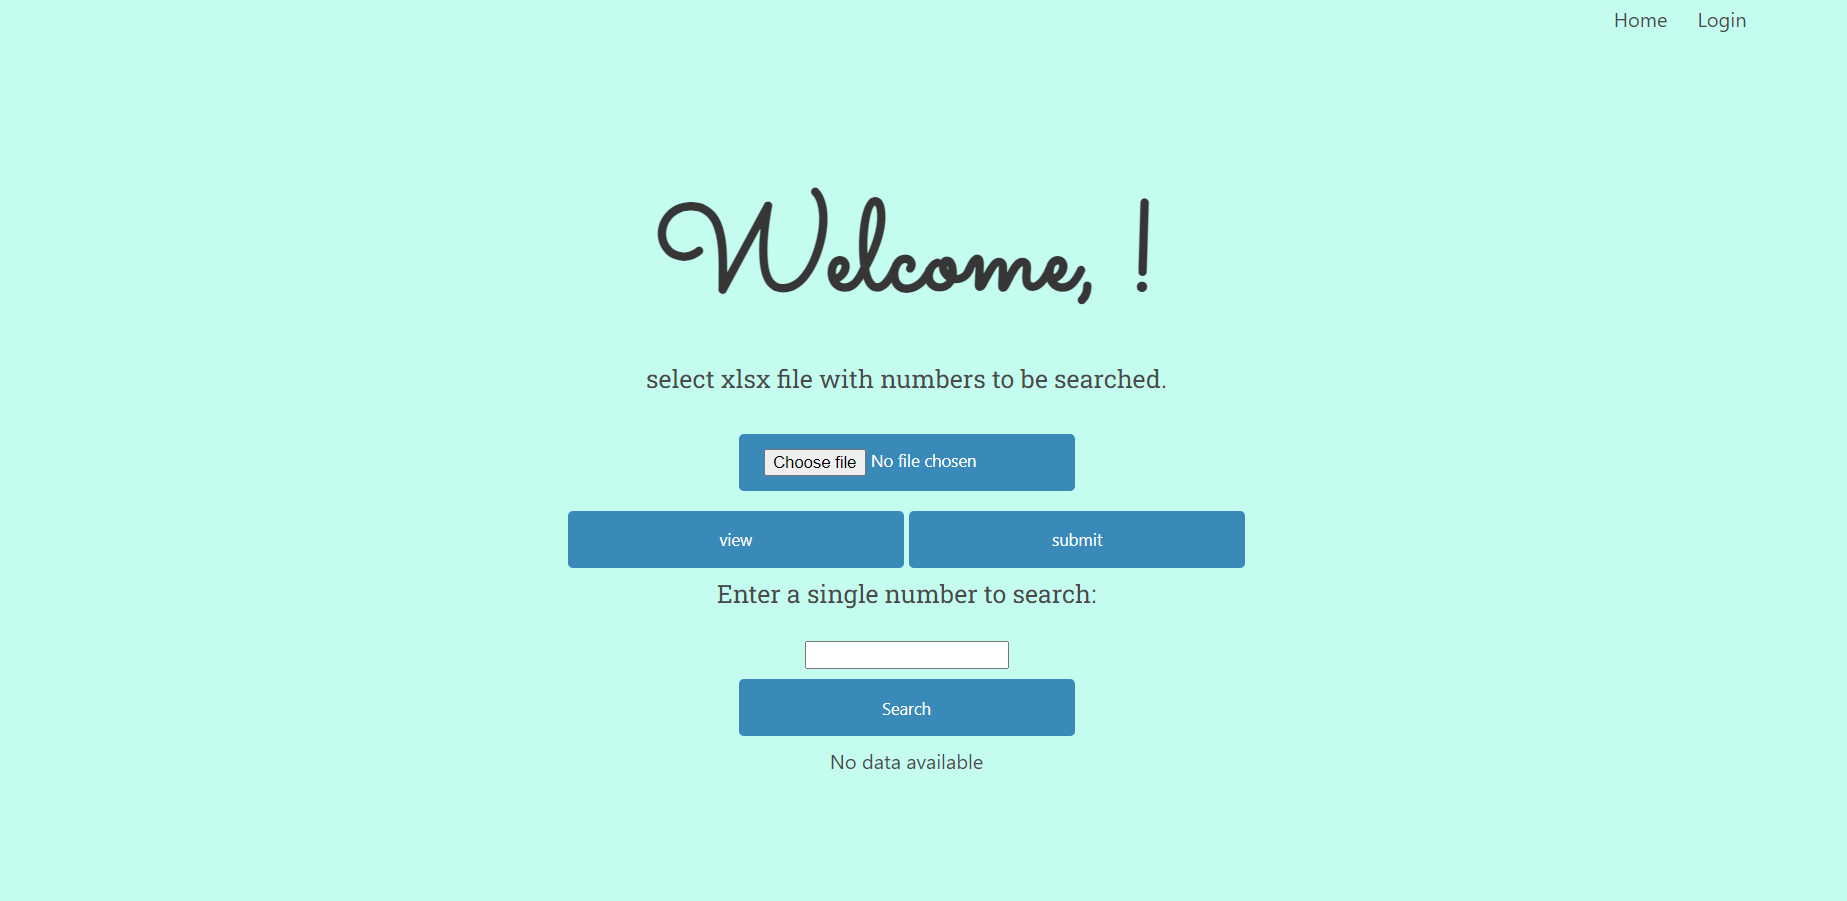 Home Login
Welcome, !
select xlsx file with numbers to be searched.
Choose file No file chosen
view submit
Enter a single number to search:
Search
No data available